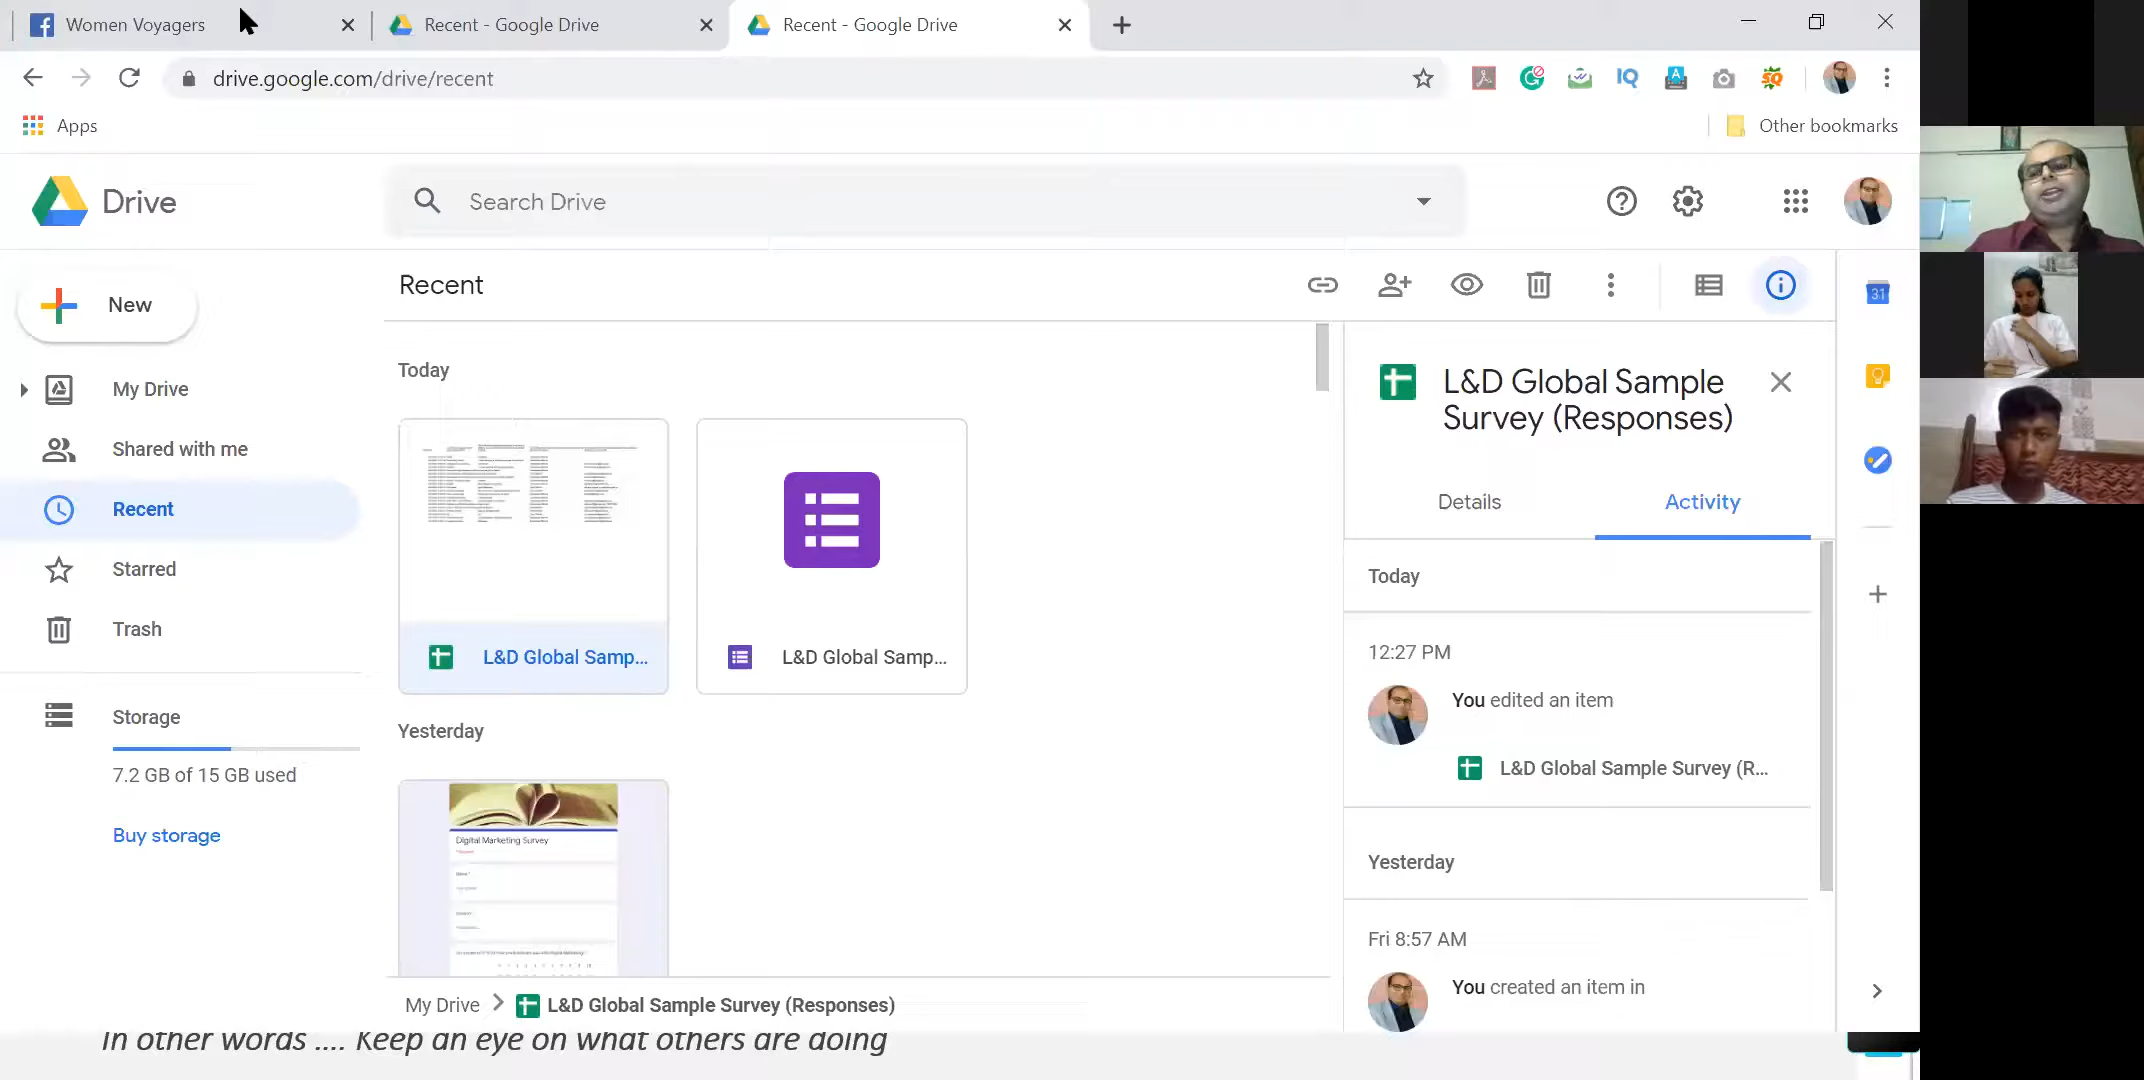 Women Voyagers
Recent - Google Drive
Recent - Google Drive
drive.google.com/drive/recent
IQ
A
SQ
Apps
Other bookmarks
Drive
Search Drive
New
Recent
31
My Drive
Shared with me
Recent
Starred
Trash
Storage
7.2 GB of 15 GB used
Buy storage
Today
L&D Global Samp...
L&D Global Samp...
Yesterday
Digital Marketing Survey
L&D Global Sample
Survey (Responses)
Details
Activity
Today
12:27 PM
You edited an item
L&D Global Sample Survey (R...
Yesterday
Fri 8:57 AM
You created an item in
My Drive
L&D Global Sample Survey (Responses)
In other words .... Keep an eye on what others are doing